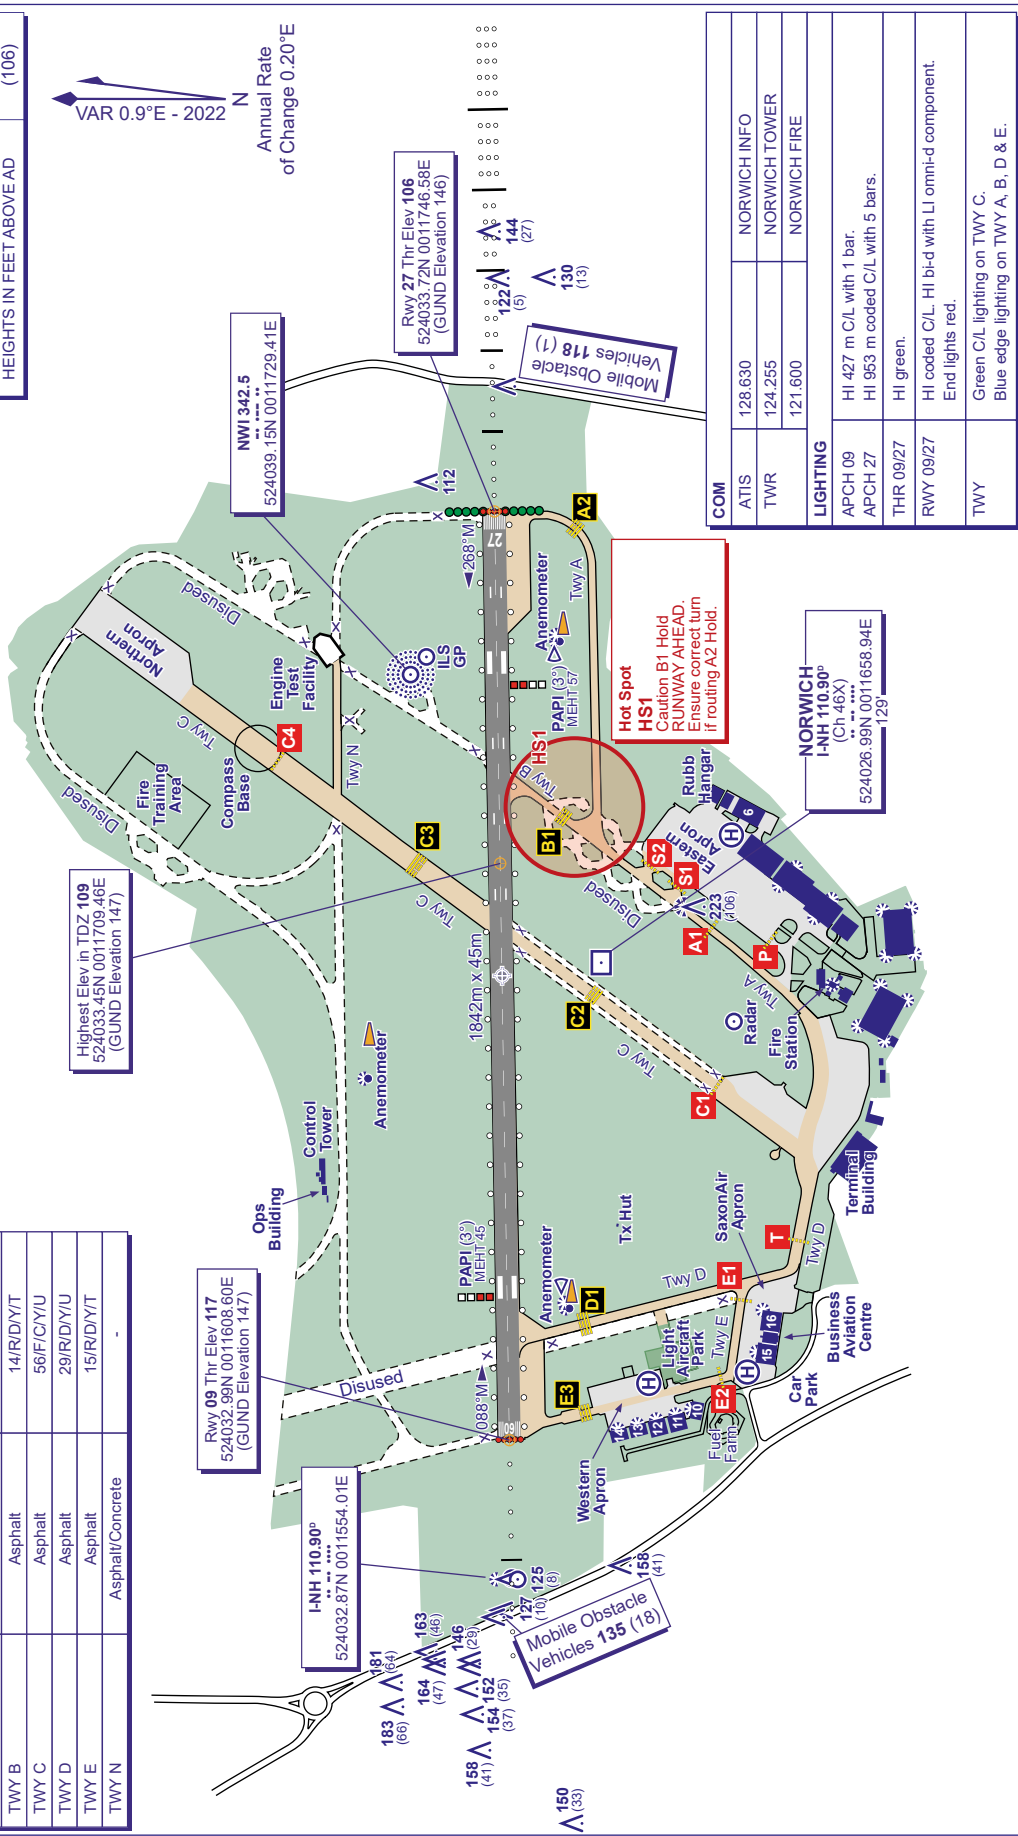 HEIGHTS IN FEET ABOVE AD
(106)
VAR 0.9°E - 2022
N
Annual Rate
of Change 0.20°E
TWY B Asphalt 14/R/D/Y/T
TWY C Asphalt 56/F/C/Y/U
TWY D Asphalt 29/R/D/Y/U
TWY E Asphalt 15/R/D/Y/T
TWY N Asphalt/Concrete -
Highest Elev in TDZ 109
524033.45N 0011709.46E
(GUND Elevation 147)
NWI 342.5
524039.15N 0011729.41E
Rwy 27 Thr Elev 106
524033.72N 0011746.58E
(GUND Elevation 146)
Rwy 09 Thr Elev 117
524032.99N 0011608.60E
(GUND Elevation 147)
I-NH 110.90ᴰ
524032.87N 0011554.01E
NORWICH
I-NH 110.90ᴰ
(Ch 46X)
524026.99N 0011658.94E
129'
Hot Spot
HS1
Caution B1 Hold
RUNWAY AHEAD.
Ensure correct turn
if routing A2 Hold.
HS1
Mobile Obstacle
Vehicles 118 (1)
Mobile Obstacle
Vehicles 135 (18)
Disused
Disused
Disused
Disused
Northern
Apron
Fire
Training
Area
Compass
Base
Engine
Test
Facility
ILS
GP
Twy C
Twy C
Twy C
Twy N
Twy B
Twy A
Twy A
Twy D
Twy D
Twy E
C4
C3
C2
C1
B1
A2
A1
S2
S1
P
T
D1
E1
E2
E3
Control
Tower
Ops
Building
Anemometer
Anemometer
Anemometer
PAPI (3°)
MEHT 57
PAPI (3°)
MEHT 45
1842m x 45m
268°M
088°M
27
09
Tx Hut
Radar
Fire
Station
Rubb
Hangar
Eastern
Apron
6
H
Terminal
Building
SaxonAir
Apron
Business
Aviation
Centre
Car
Park
Light
Aircraft
Park
Western
Apron
Fuel
Farm
H
H
14
13
12
11
10
15
16
112
144
(27)
122
(5)
130
(13)
223
(106)
125
(8)
127
(10)
158
(41)
163
(46)
164
(47)
146
(29)
152
(35)
154
(37)
158
(41)
181
(64)
183
(66)
150
(33)
COM
ATIS 128.630 NORWICH INFO
TWR 124.255 NORWICH TOWER
121.600 NORWICH FIRE
LIGHTING
APCH 09 HI 427 m C/L with 1 bar.
APCH 27 HI 953 m coded C/L with 5 bars.
THR 09/27 HI green.
RWY 09/27 HI coded C/L. HI bi-d with LI omni-d component.
End lights red.
TWY Green C/L lighting on TWY C.
Blue edge lighting on TWY A, B, D & E.